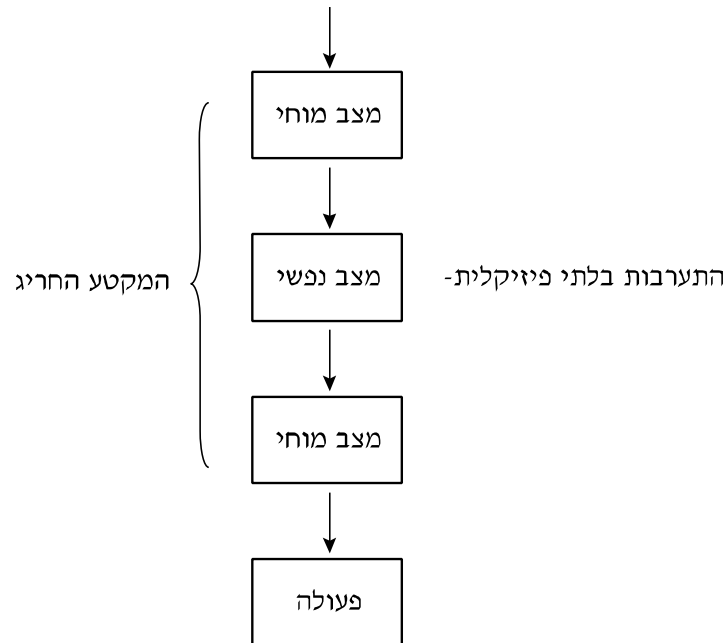 מצב מוחי
מצב נפשי
התערבות בלתי פיזיקלית-
המקטע החריג
מצב מוחי
פעולה